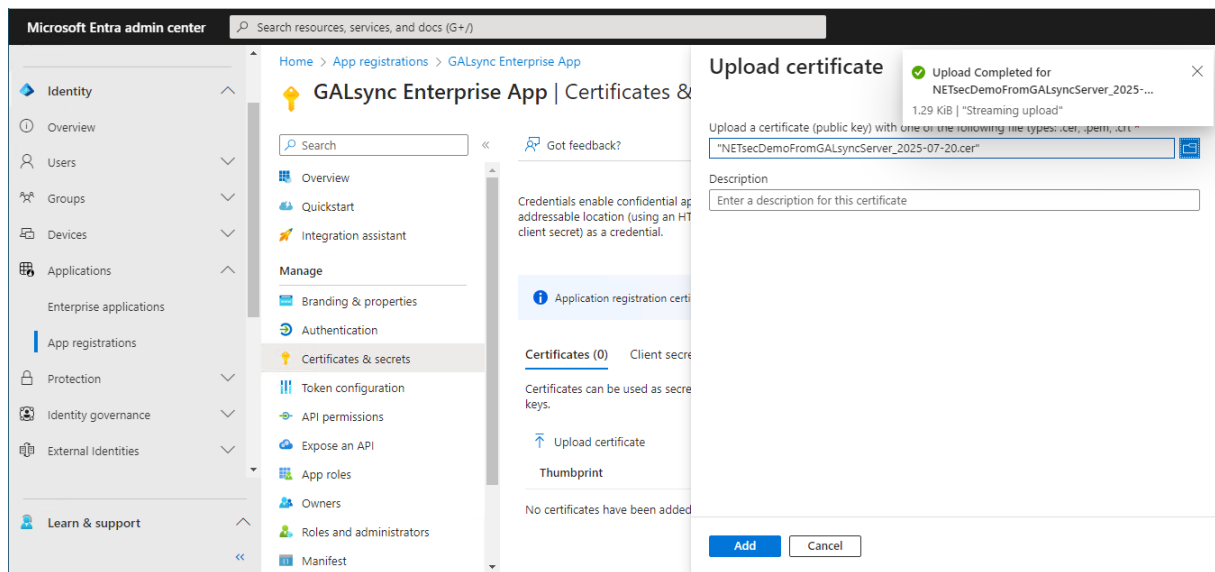 Microsoft Entra admin center
Search resources, services, and docs (G+/)
Identity
Overview
Users
Groups
Devices
Applications
Enterprise applications
App registrations
Protection
Identity governance
External Identities
Learn & support
Home > App registrations > GALsync Enterprise App
GALsync Enterprise App | Certificates &
Search
Overview
Quickstart
Integration assistant
Manage
Branding & properties
Authentication
Certificates & secrets
Token configuration
API permissions
Expose an API
App roles
Owners
Roles and administrators
Manifest
Got feedback?
Credentials enable confidential ap
addressable location (using an HT
client secret) as a credential.
Application registration certi
Certificates (0) Client secre
Certificates can be used as secre
keys.
Upload certificate
Thumbprint
No certificates have been added
Upload certificate
Upload Completed for
NETsecDemoFromGALsyncServer_2025-...
1.29 KiB | "Streaming upload"
Upload a certificate (public key) with one of the following file types: .cer, .pem, .crt *
"NETsecDemoFromGALsyncServer_2025-07-20.cer"
Description
Enter a description for this certificate
Add Cancel